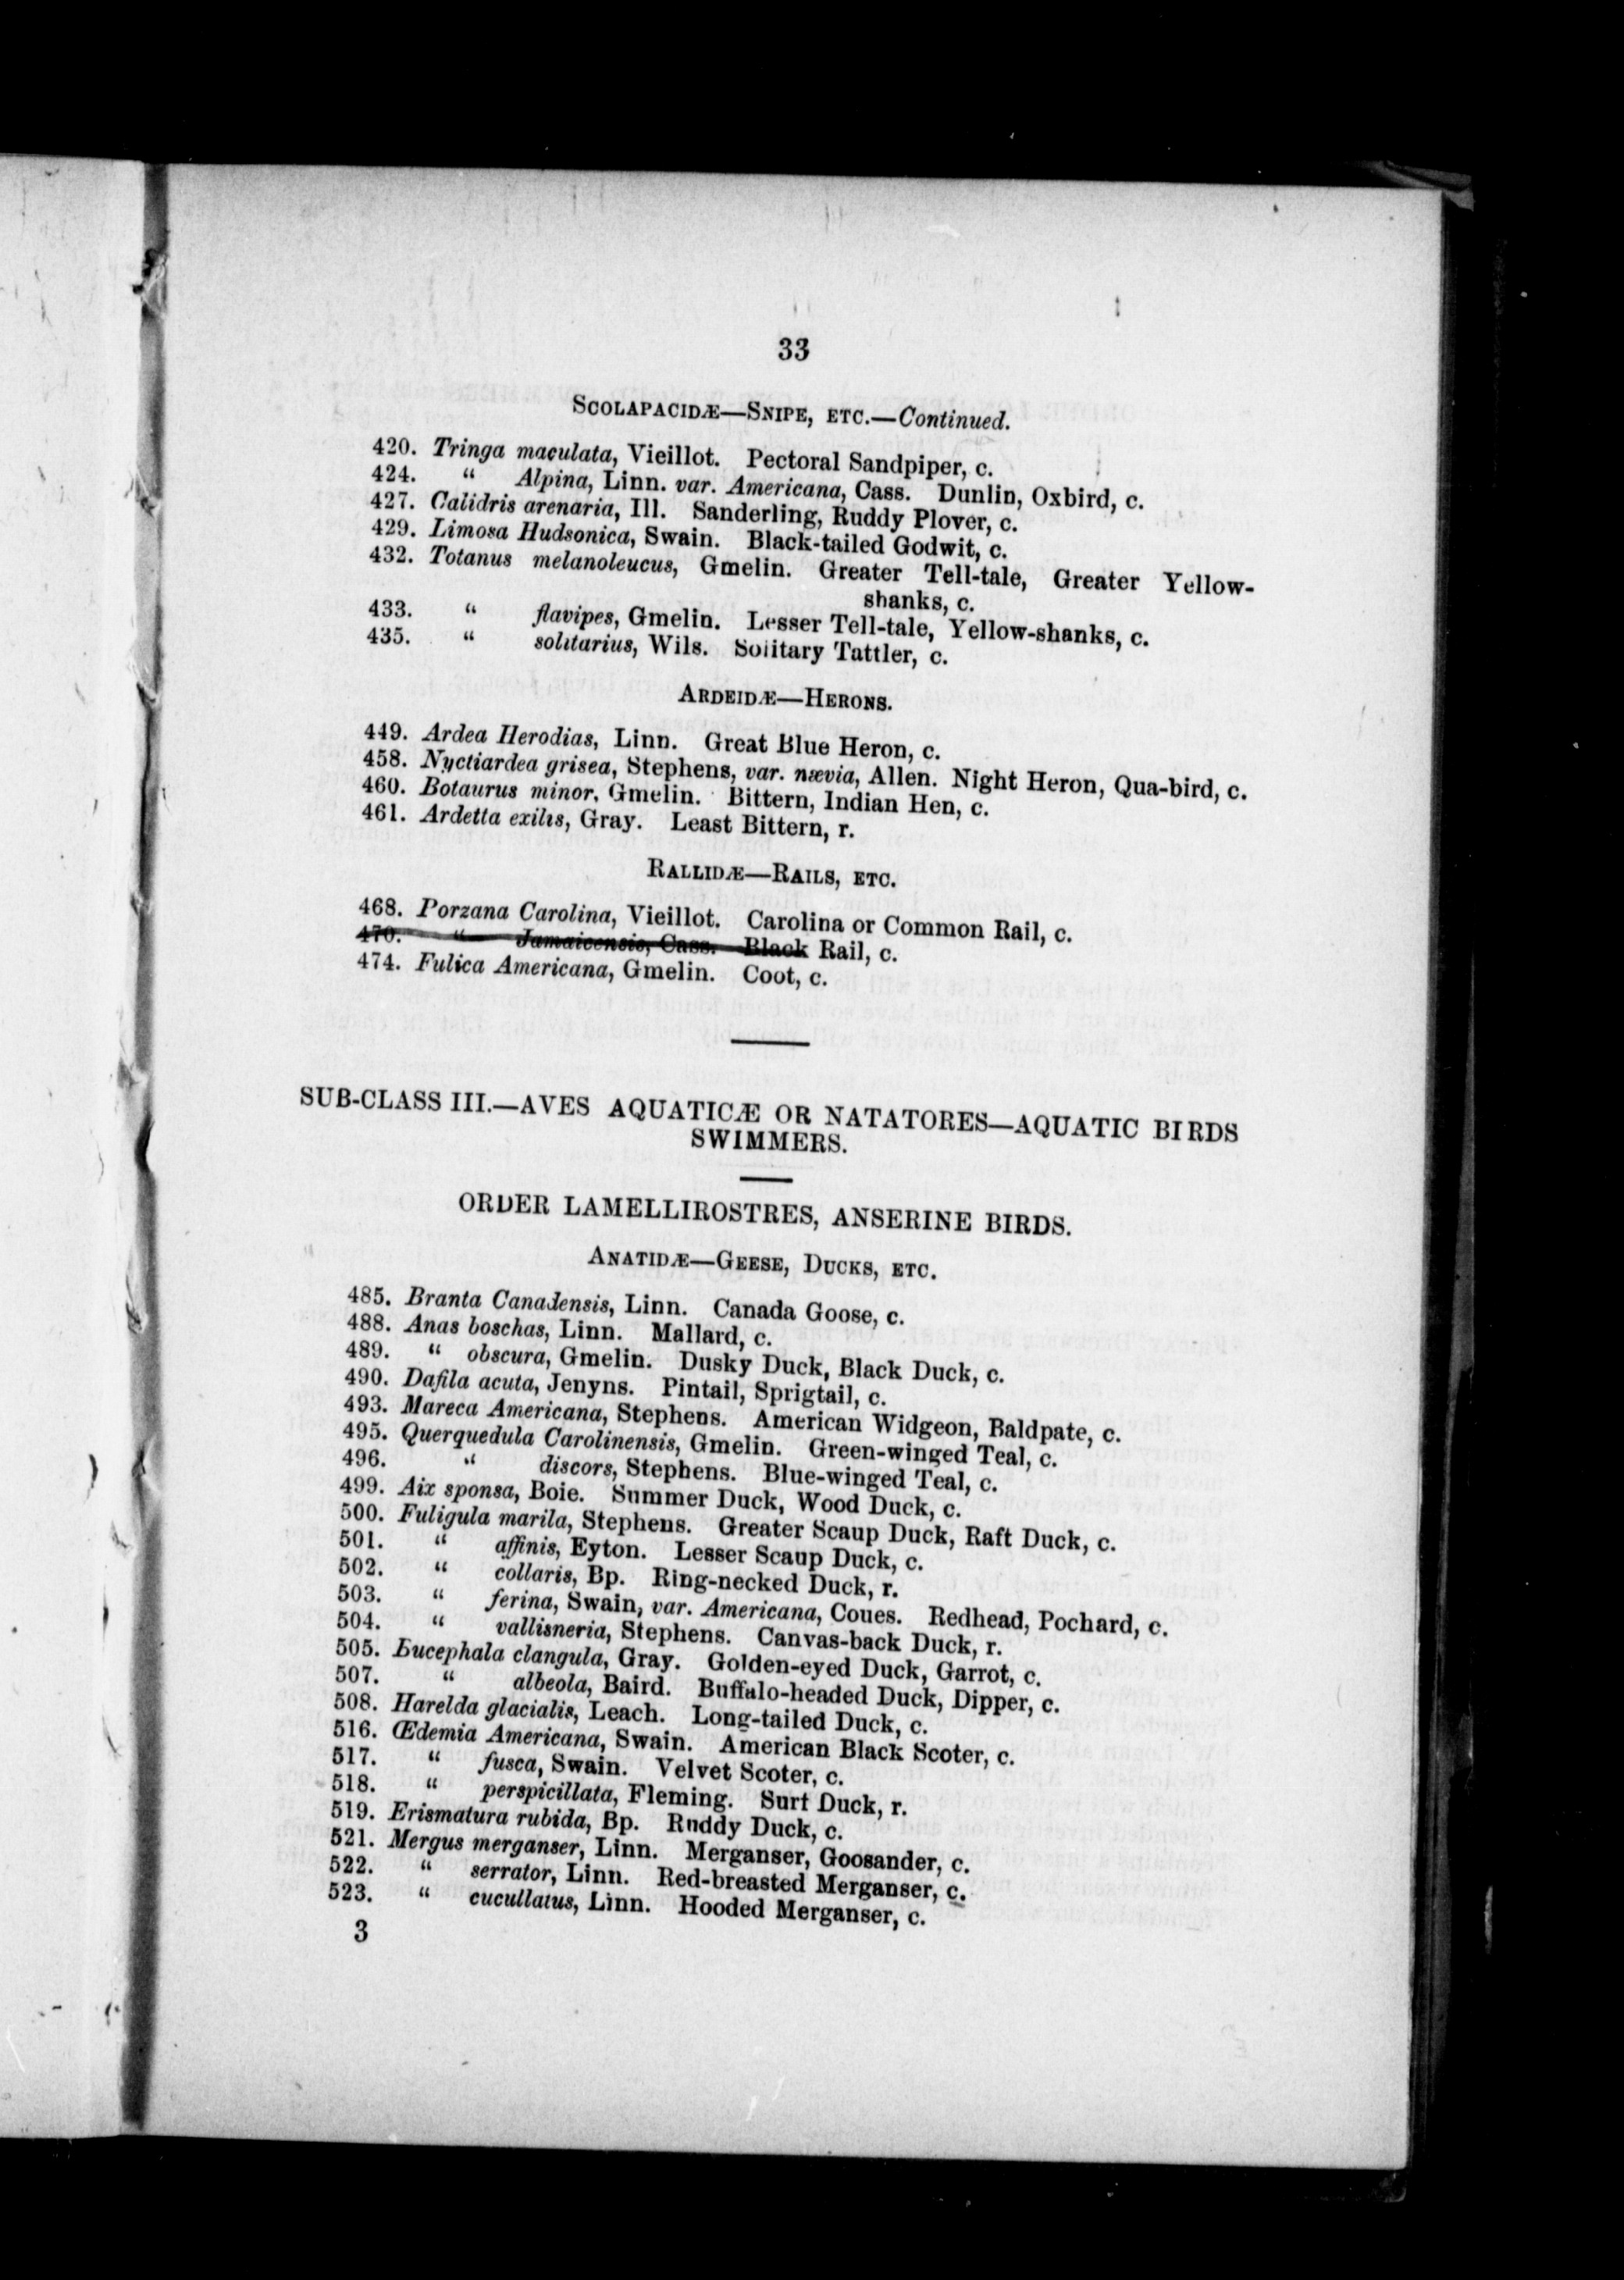 33
SCOLAPACIDÆ—SNIPE, ETC.—Continued.
420. Tringa maculata, Vieillot. Pectoral Sandpiper, c.
424. “ Alpina, Linn. var. Americana, Cass. Dunlin, Oxbird, c.
427. Calidris arenaria, Ill. Sanderling, Ruddy Plover, c.
429. Limosa Hudsonica, Swain. Black-tailed Godwit, c.
432. Totanus melanoleucus, Gmelin. Greater Tell-tale, Greater Yellow-
shanks, c.
433. “ flavipes, Gmelin. Lesser Tell-tale, Yellow-shanks, c.
435. “ solitarius, Wils. Solitary Tattler, c.
ARDEIDÆ—HERONS.
449. Ardea Herodias, Linn. Great Blue Heron, c.
458. Nyctiardea grisea, Stephens, var. nævia, Allen. Night Heron, Qua-bird, c.
460. Botaurus minor, Gmelin. Bittern, Indian Hen, c.
461. Ardetta exilis, Gray. Least Bittern, r.
RALLIDÆ—RAILS, ETC.
468. Porzana Carolina, Vieillot. Carolina or Common Rail, c.
470. “ Jamaicensis, Cass. Black Rail, c.
474. Fulica Americana, Gmelin. Coot, c.
SUB-CLASS III.—AVES AQUATICÆ OR NATATORES—AQUATIC BIRDS
SWIMMERS.
ORDER LAMELLIROSTRES, ANSERINE BIRDS.
ANATIDÆ—GEESE, DUCKS, ETC.
485. Branta Canadensis, Linn. Canada Goose, c.
488. Anas boschas, Linn. Mallard, c.
489. “ obscura, Gmelin. Dusky Duck, Black Duck, c.
490. Dafila acuta, Jenyns. Pintail, Sprigtail, c.
493. Mareca Americana, Stephens. American Widgeon, Baldpate, c.
495. Querquedula Carolinensis, Gmelin. Green-winged Teal, c.
496. “ discors, Stephens. Blue-winged Teal, c.
499. Aix sponsa, Boie. Summer Duck, Wood Duck, c.
500. Fuligula marila, Stephens. Greater Scaup Duck, Raft Duck, c.
501. “ affinis, Eyton. Lesser Scaup Duck, c.
502. “ collaris, Bp. Ring-necked Duck, r.
503. “ ferina, Swain, var. Americana, Coues. Redhead, Pochard, c.
504. “ vallisneria, Stephens. Canvas-back Duck, r.
505. Bucephala clangula, Gray. Golden-eyed Duck, Garrot, c.
507. “ albeola, Baird. Buffalo-headed Duck, Dipper, c.
508. Harelda glacialis, Leach. Long-tailed Duck, c.
516. Œdemia Americana, Swain. American Black Scoter, c.
517. “ fusca, Swain. Velvet Scoter, c.
518. “ perspicillata, Fleming. Surf Duck, r.
519. Erismatura rubida, Bp. Ruddy Duck, c.
521. Mergus merganser, Linn. Merganser, Goosander, c.
522. “ serrator, Linn. Red-breasted Merganser, c.
523. “ cucullatus, Linn. Hooded Merganser, c.
3